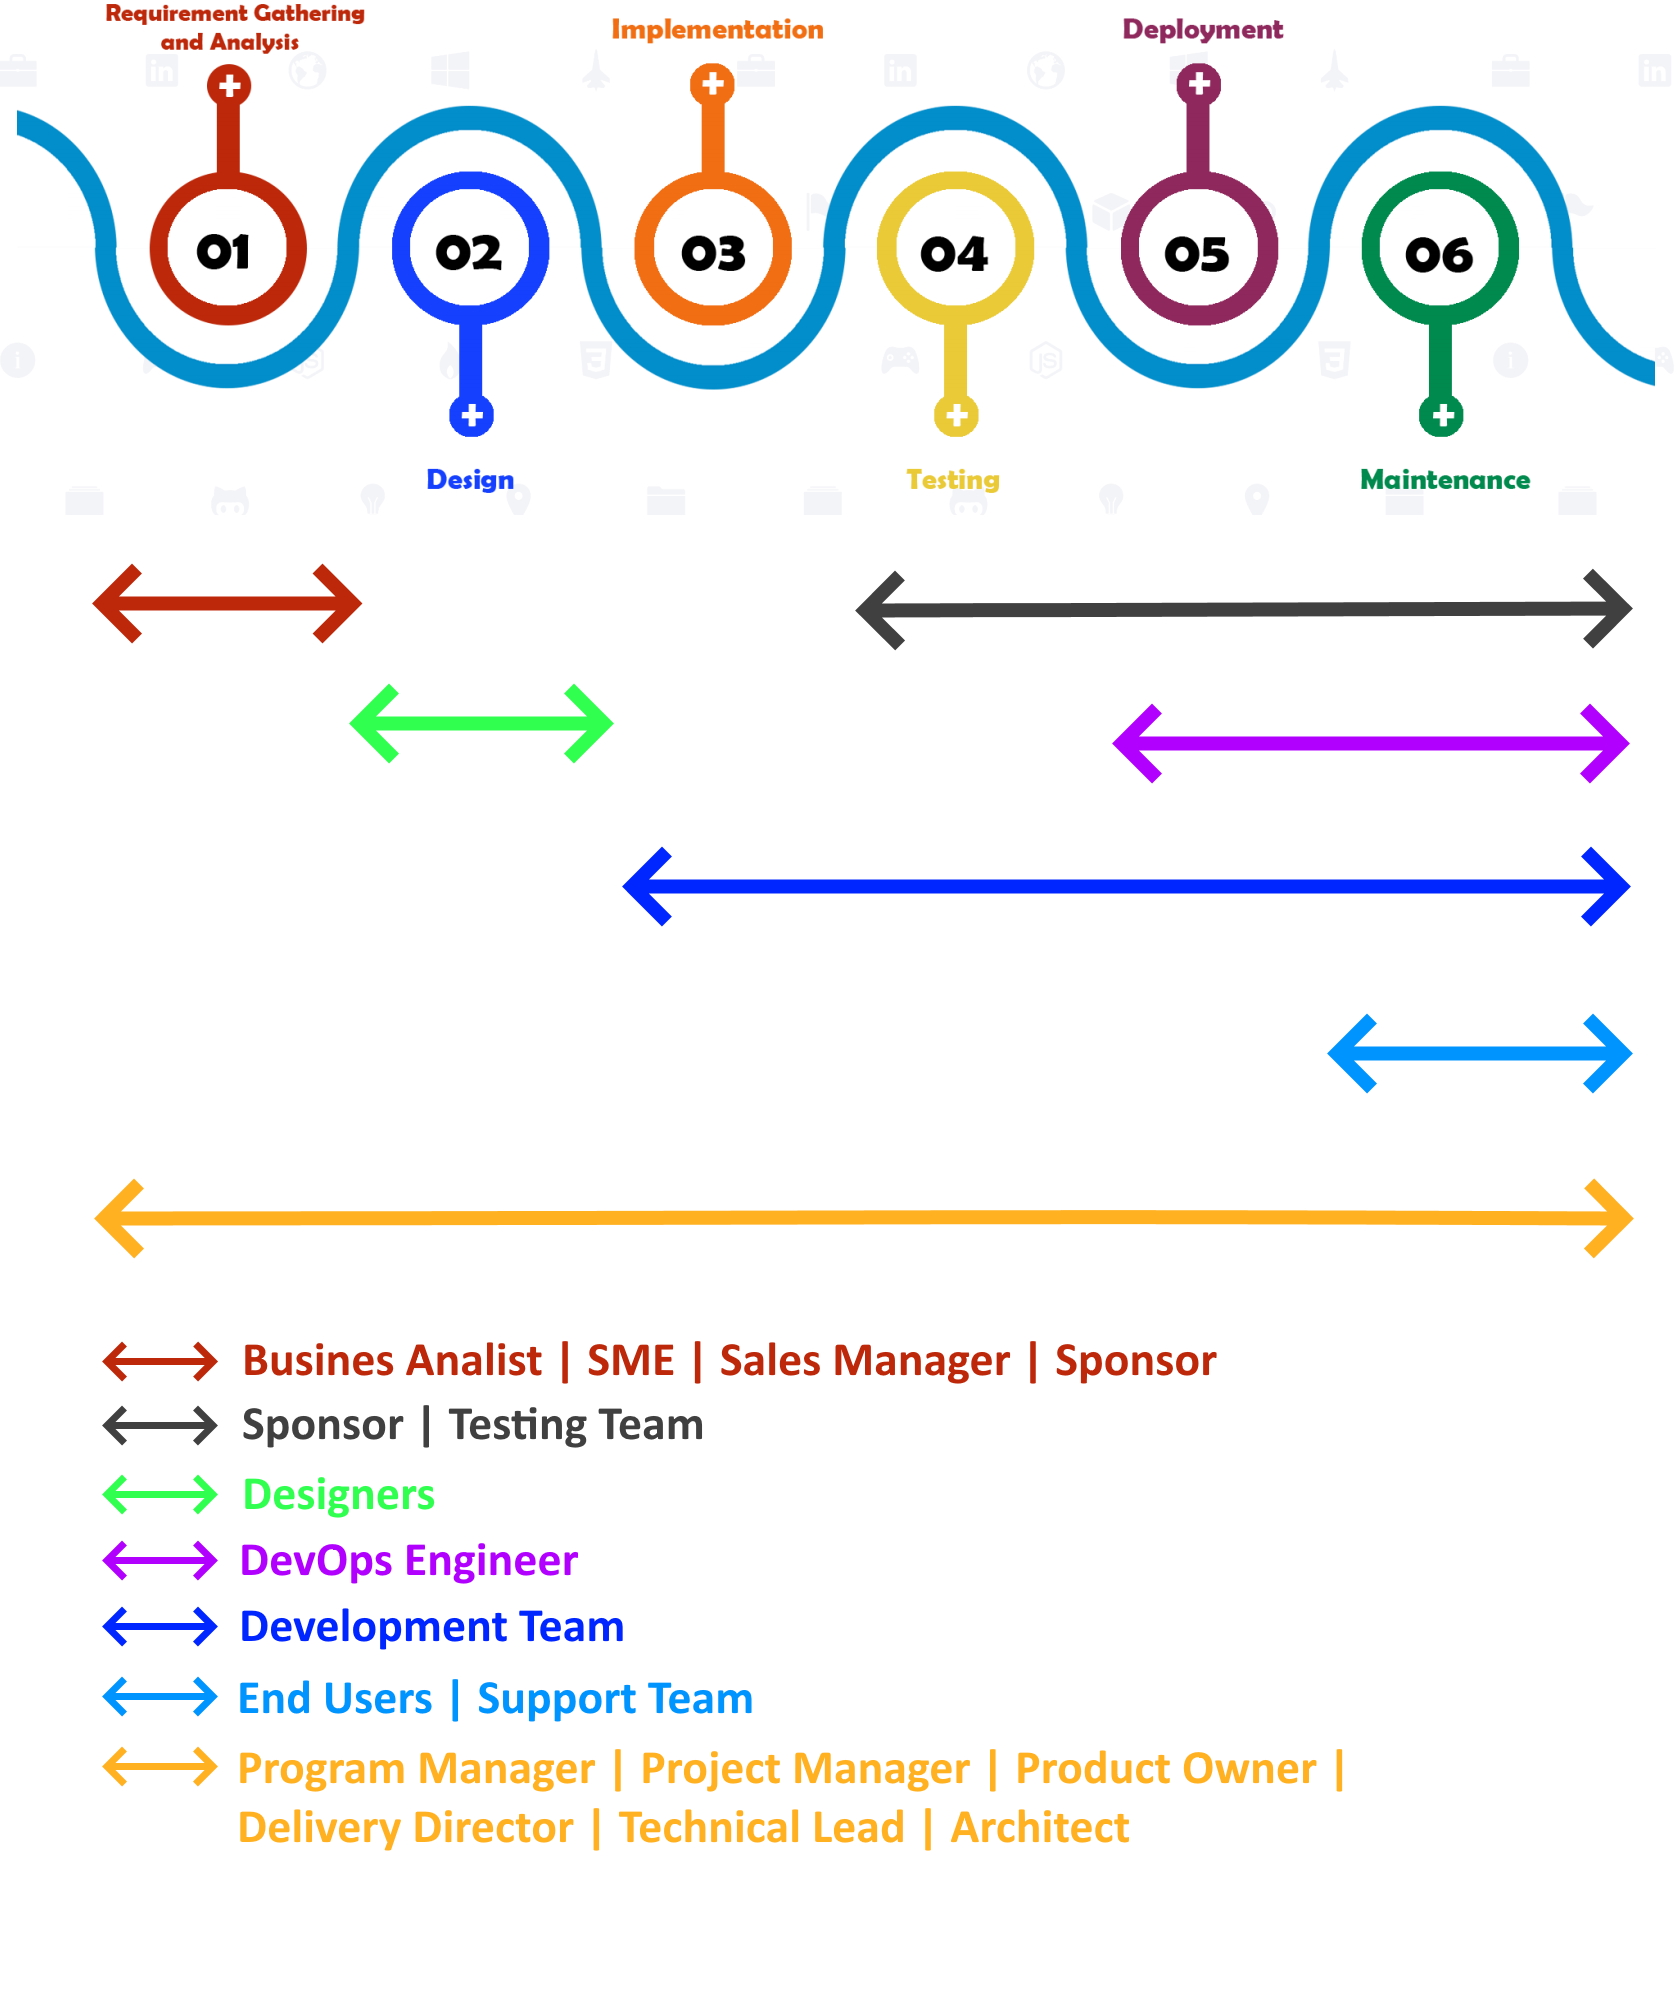 Requirement Gathering
and Analysis
Implementation
Deployment
01
02
03
04
05
06
Design
Testing
Maintenance
Busines Analist | SME | Sales Manager | Sponsor
Sponsor | Testing Team
Designers
DevOps Engineer
Development Team
End Users | Support Team
Program Manager | Project Manager | Product Owner |
Delivery Director | Technical Lead | Architect